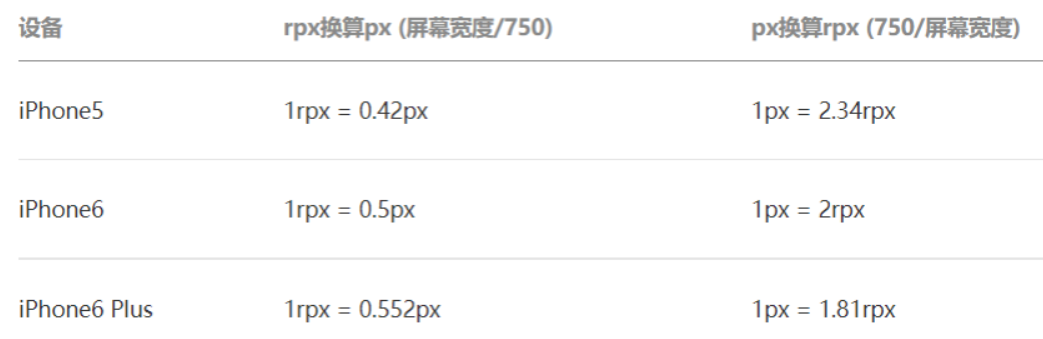 设备 rpx换算px (屏幕宽度/750) px换算rpx (750/屏幕宽度)
iPhone5 1rpx = 0.42px 1px = 2.34rpx
iPhone6 1rpx = 0.5px 1px = 2rpx
iPhone6 Plus 1rpx = 0.552px 1px = 1.81rpx